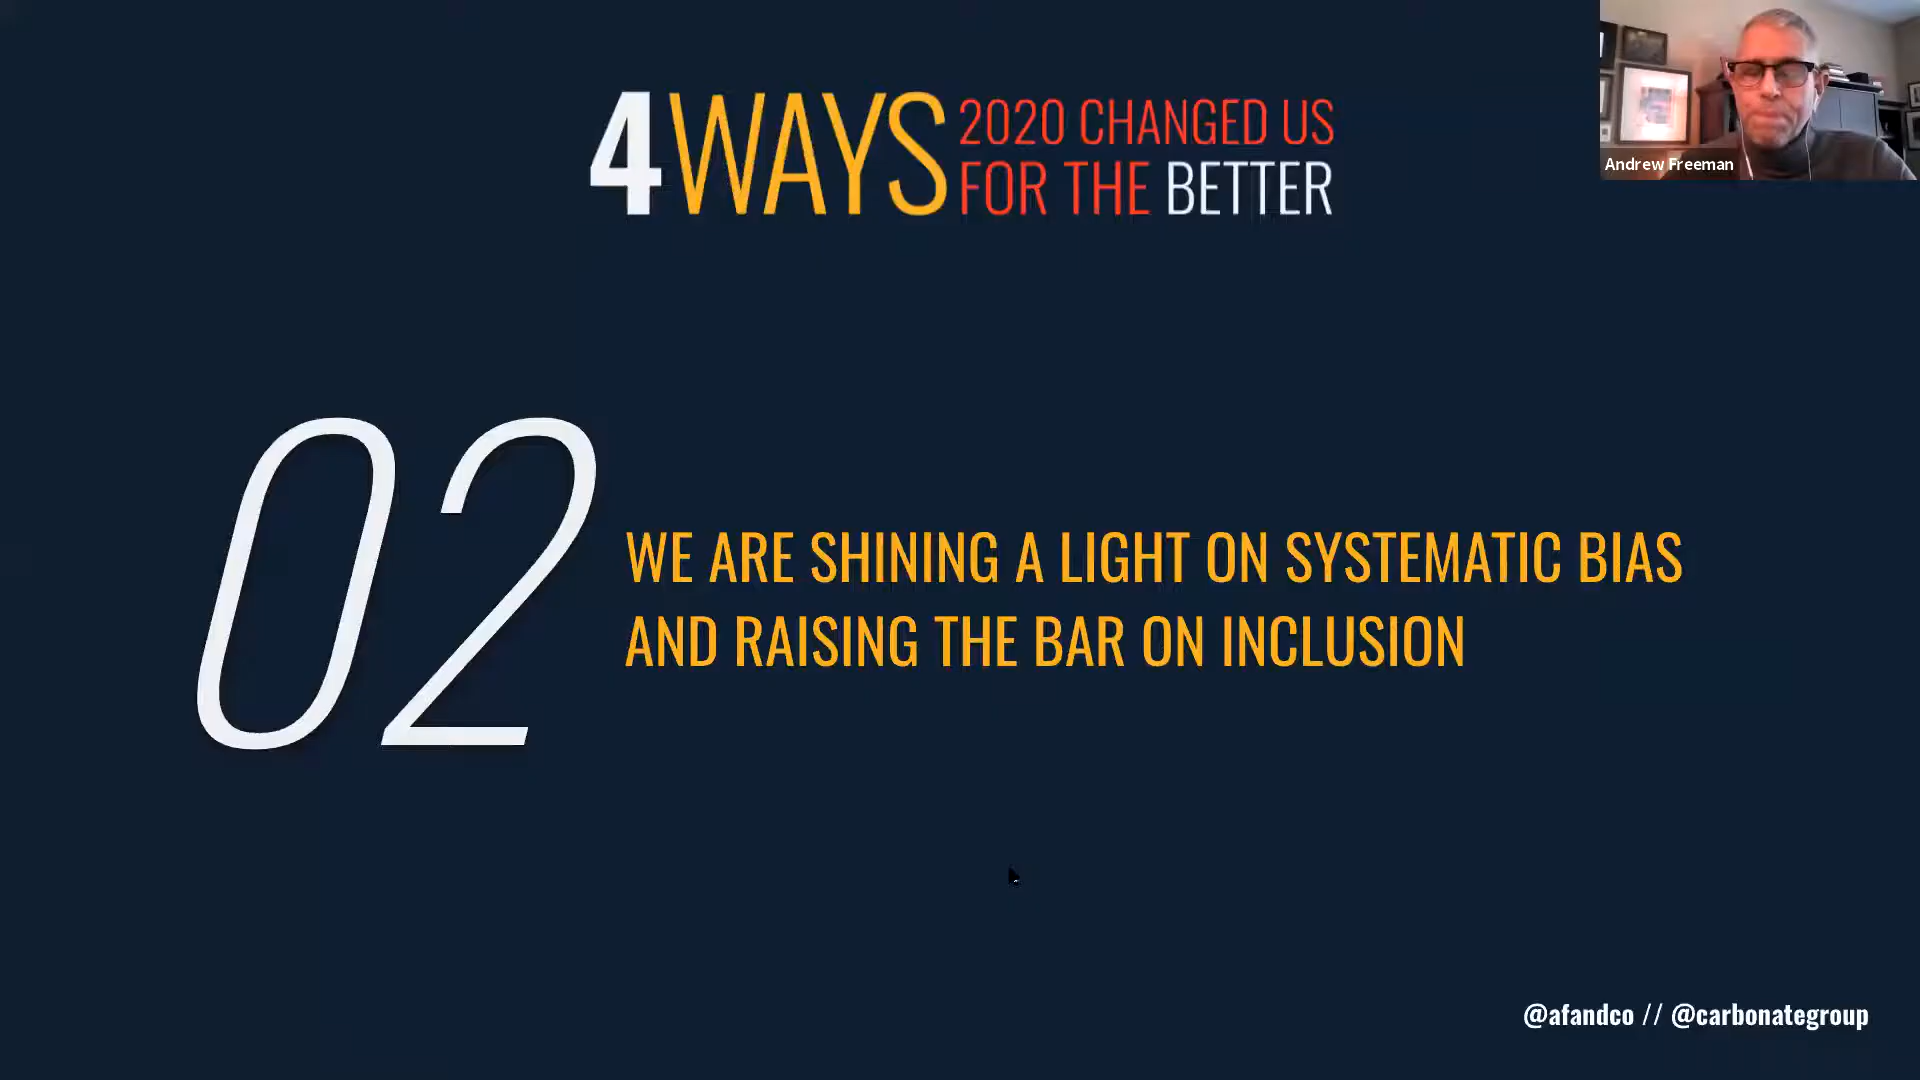 4 WAYS 2020 CHANGED US
FOR THE BETTER
Andrew Freeman
02
WE ARE SHINING A LIGHT ON SYSTEMATIC BIAS
AND RAISING THE BAR ON INCLUSION
@afandco // @carbonategroup